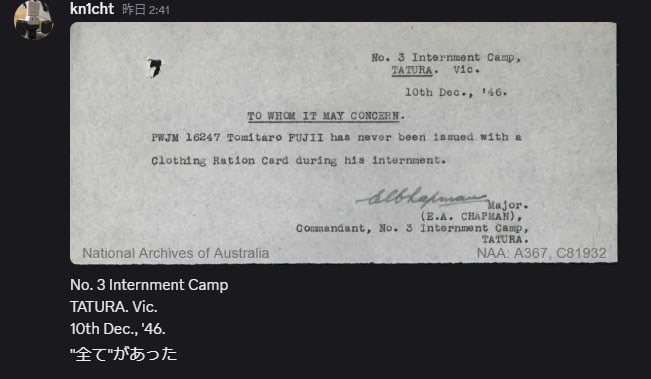 kn1cht 昨日 2:41
7
No. 3 Internment Camp,
TATURA. Vic.
10th Dec., '46.
TO WHOM IT MAY CONCERN.
PWJM 16247 Tomitaro FUJII has never been issued with a
Clothing Ration Card during his internment.
EAChapman
Major.
(E.A. CHAPMAN),
Commandant, No. 3 Internment Camp,
TATURA.
National Archives of Australia
NAA: A367, C81932
No. 3 Internment Camp
TATURA. Vic.
10th Dec., '46.
"全て"があった